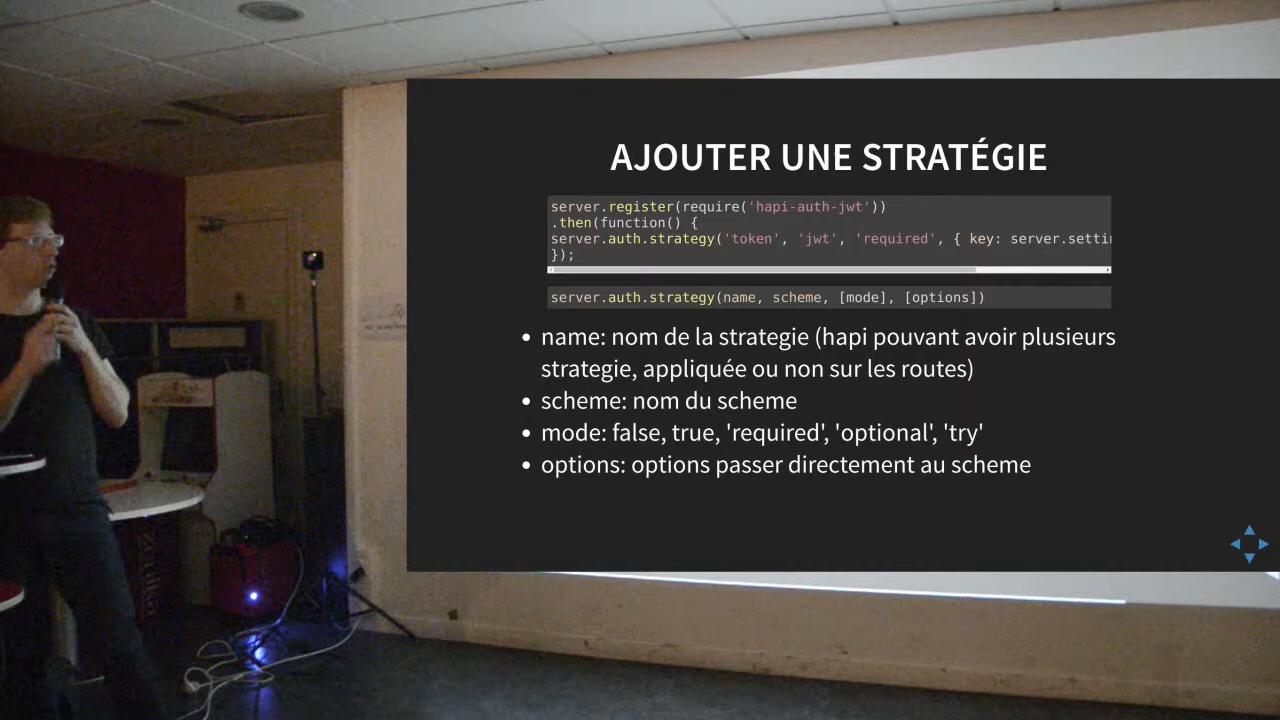 AJOUTER UNE STRATÉGIE
server.register(require('hapi-auth-jwt'))
.then(function() {
server.auth.strategy('token', 'jwt', 'required', { key: server.settin
});
server.auth.strategy(name, scheme, [mode], [options])
• name: nom de la strategie (hapi pouvant avoir plusieurs
strategie, appliquée ou non sur les routes)
• scheme: nom du scheme
• mode: false, true, 'required', 'optional', 'try'
• options: options passer directement au scheme